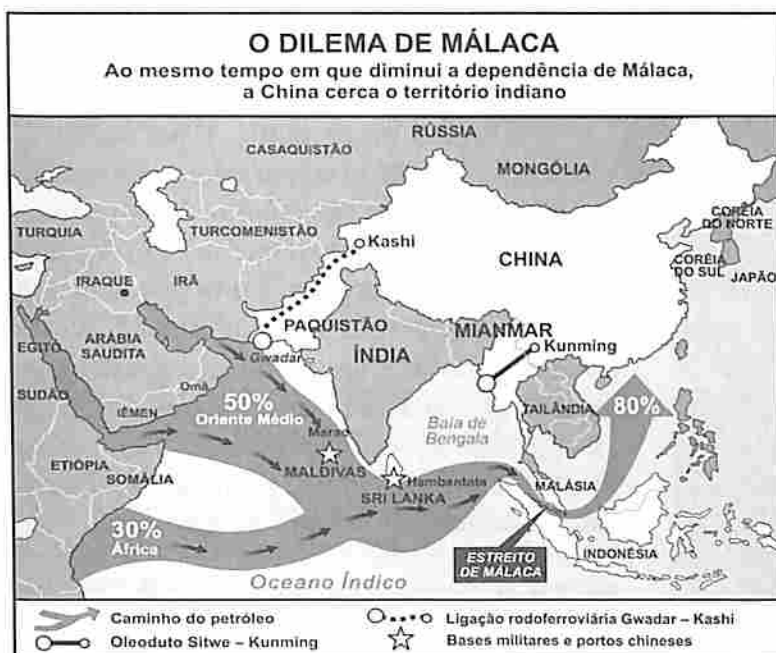 O DILEMA DE MÁLACA
Ao mesmo tempo em que diminui a dependência de Málaca,
a China cerca o território indiano
RÚSSIA
CASAQUISTÃO
MONGÓLIA
TURQUIA
TURCOMENISTÃO
Kashi
CORÉIA
DO NORTE
CHINA
CORÉIA
DO SUL
JAPÃO
IRAQUE
IRÃ
PAQUISTÃO
MIANMAR
Kunming
EGITO
ARÁBIA
SAUDITA
Gwadar
ÍNDIA
SUDÃO
Omã
IÊMEN
50%
Oriente Médio
Marao
Baía de
Bengala
TAILÂNDIA
80%
ETIÓPIA
SOMÁLIA
MALDIVAS
Hambantota
SRI LANKA
MALÁSIA
30%
África
ESTREITO
DE MÁLACA
INDONÉSIA
Oceano Índico
Caminho do petróleo
Ligação rodoferroviária Gwadar – Kashi
Oleoduto Sitwe – Kunming
Bases militares e portos chineses